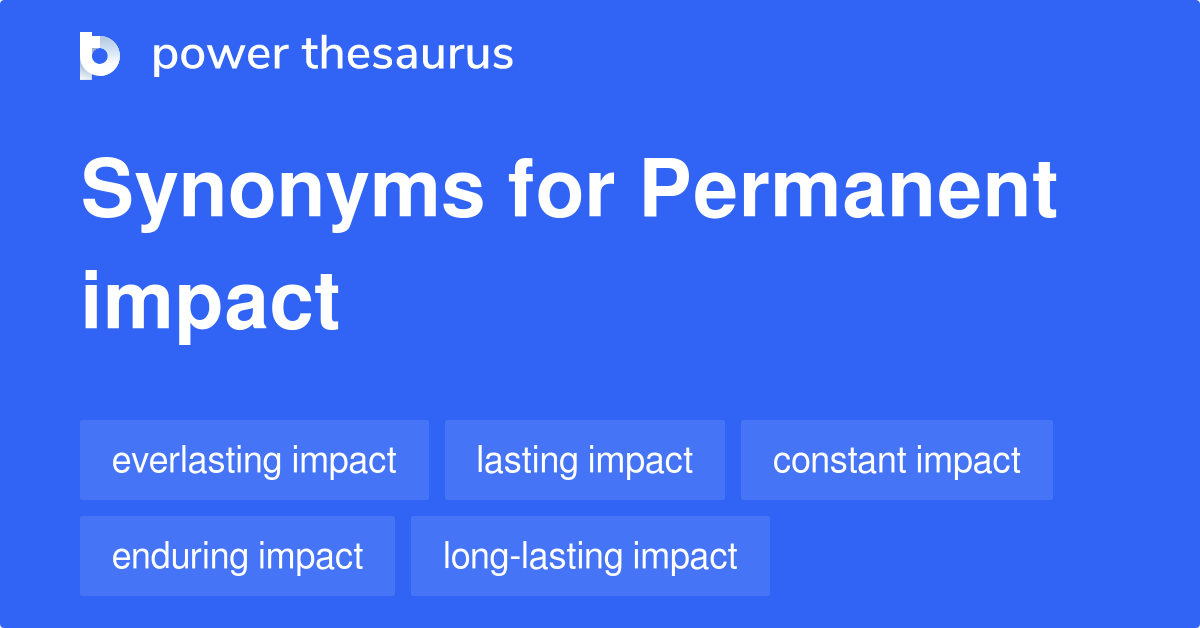 power thesaurus
Synonyms for Permanent
impact
everlasting impact lasting impact constant impact
enduring impact long-lasting impact